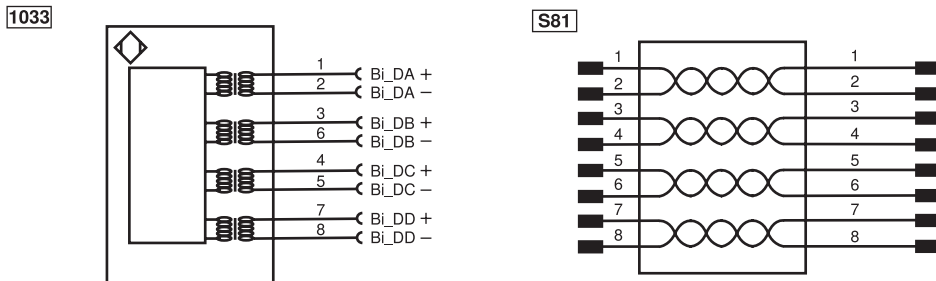 1033
1 Bi_DA +
2 Bi_DA −
3 Bi_DB +
6 Bi_DB −
4 Bi_DC +
5 Bi_DC −
7 Bi_DD +
8 Bi_DD −
S81
1 1
2 2
3 3
4 4
5 5
6 6
7 7
8 8